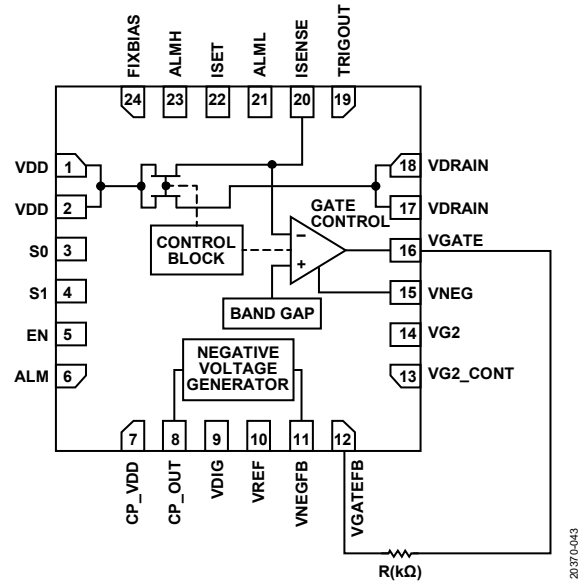 FIXBIAS
ALMH
ISET
ALML
ISENSE
TRIGOUT
24
23
22
21
20
19
VDD
1
VDD
2
S0
3
S1
4
EN
5
ALM
6
18
VDRAIN
17
VDRAIN
16
VGATE
15
VNEG
14
VG2
13
VG2_CONT
GATE
CONTROL
CONTROL
BLOCK
–
+
BAND GAP
NEGATIVE
VOLTAGE
GENERATOR
7
8
9
10
11
12
CP_VDD
CP_OUT
VDIG
VREF
VNEGFB
VGATEFB
R(kΩ)
20370-043